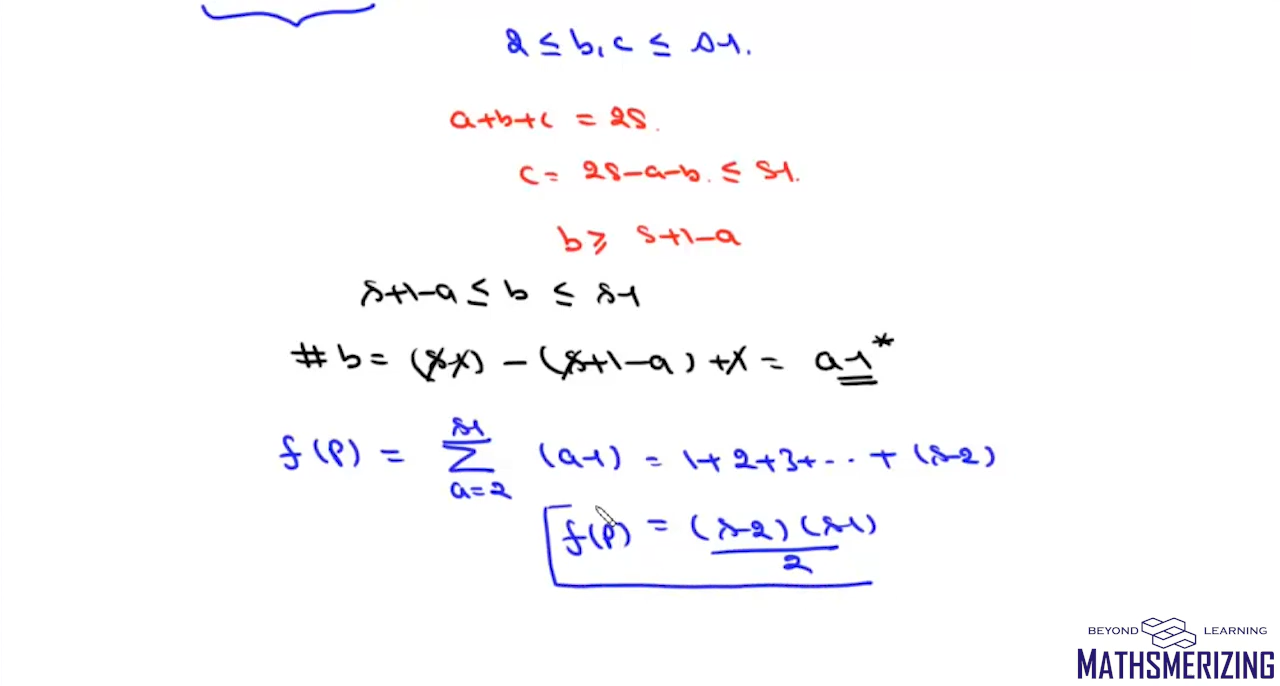 2 ≤ b, c ≤ s-1.
a+b+c = 2s.
c = 2s-a-b. ≤ s-1.
b ≥ s+1-a
s+1-a ≤ b ≤ s-1
# b = (s-1) - (s+1-a) +1 = a-1*
f(p) = s-1 ∑ a=2 (a-1) = 1+2+3+... + (s-2)
f(p) = (s-2)(s-1) / 2
BEYOND LEARNING
MATHSMERIZING